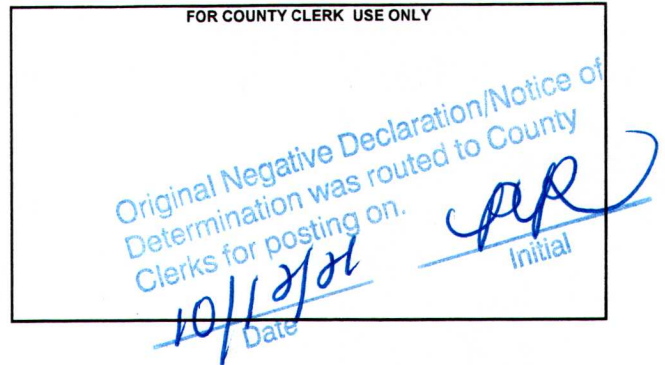 FOR COUNTY CLERK USE ONLY
Original Negative Declaration/Notice of
Determination was routed to County
Clerks for posting on.
10/12/21
Date
Initial